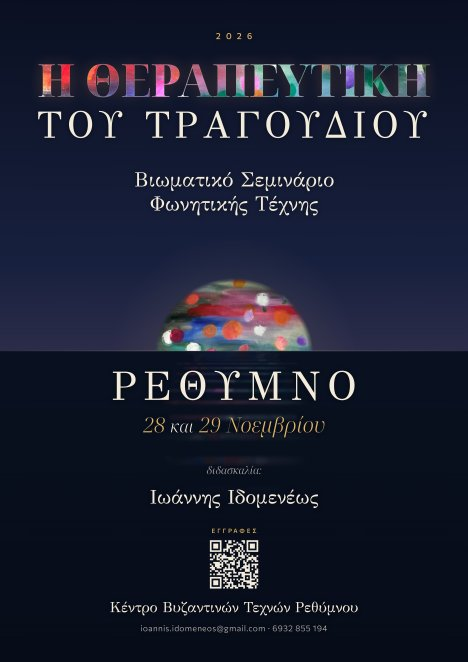 2026
Η ΘΕΡΑΠΕΥΤΙΚΗ
ΤΟΥ ΤΡΑΓΟΥΔΙΟΥ
Βιωματικό Σεμινάριο
Φωνητικής Τέχνης
ΡΕΘΥΜΝΟ
28 και 29 Νοεμβρίου
διδασκαλία:
Ιωάννης Ιδομενέως
ΕΓΓΡΑΦΕΣ
Κέντρο Βυζαντινών Τεχνών Ρεθύμνου
ioannis.idomeneos@gmail.com · 6932 855 194